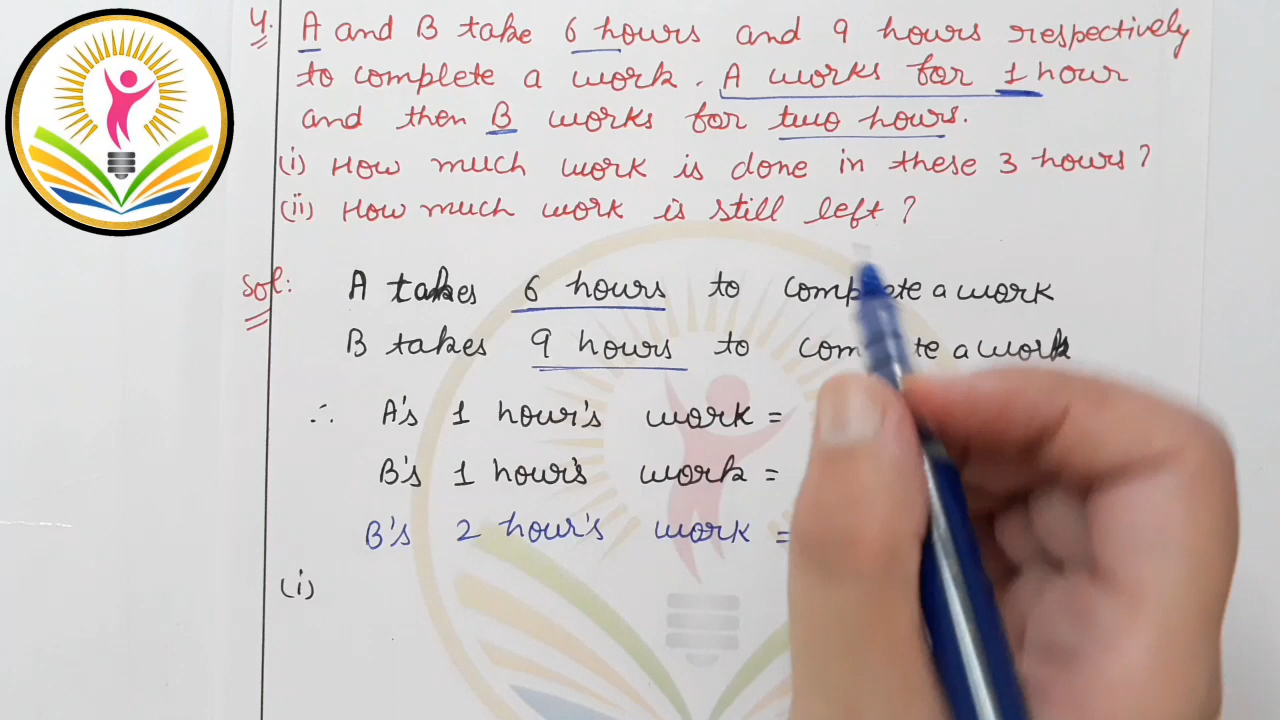 4. A and B take 6 hours and 9 hours respectively
to complete a work. A works for 1 hour
and then B works for two hours.
(i) How much work is done in these 3 hours?
(ii) How much work is still left?
Sol: A takes 6 hours to complete a work
B takes 9 hours to a work
∴ A's 1 hour's work =
B's 1 hour's work =
B's 2 hour's work =
(i)